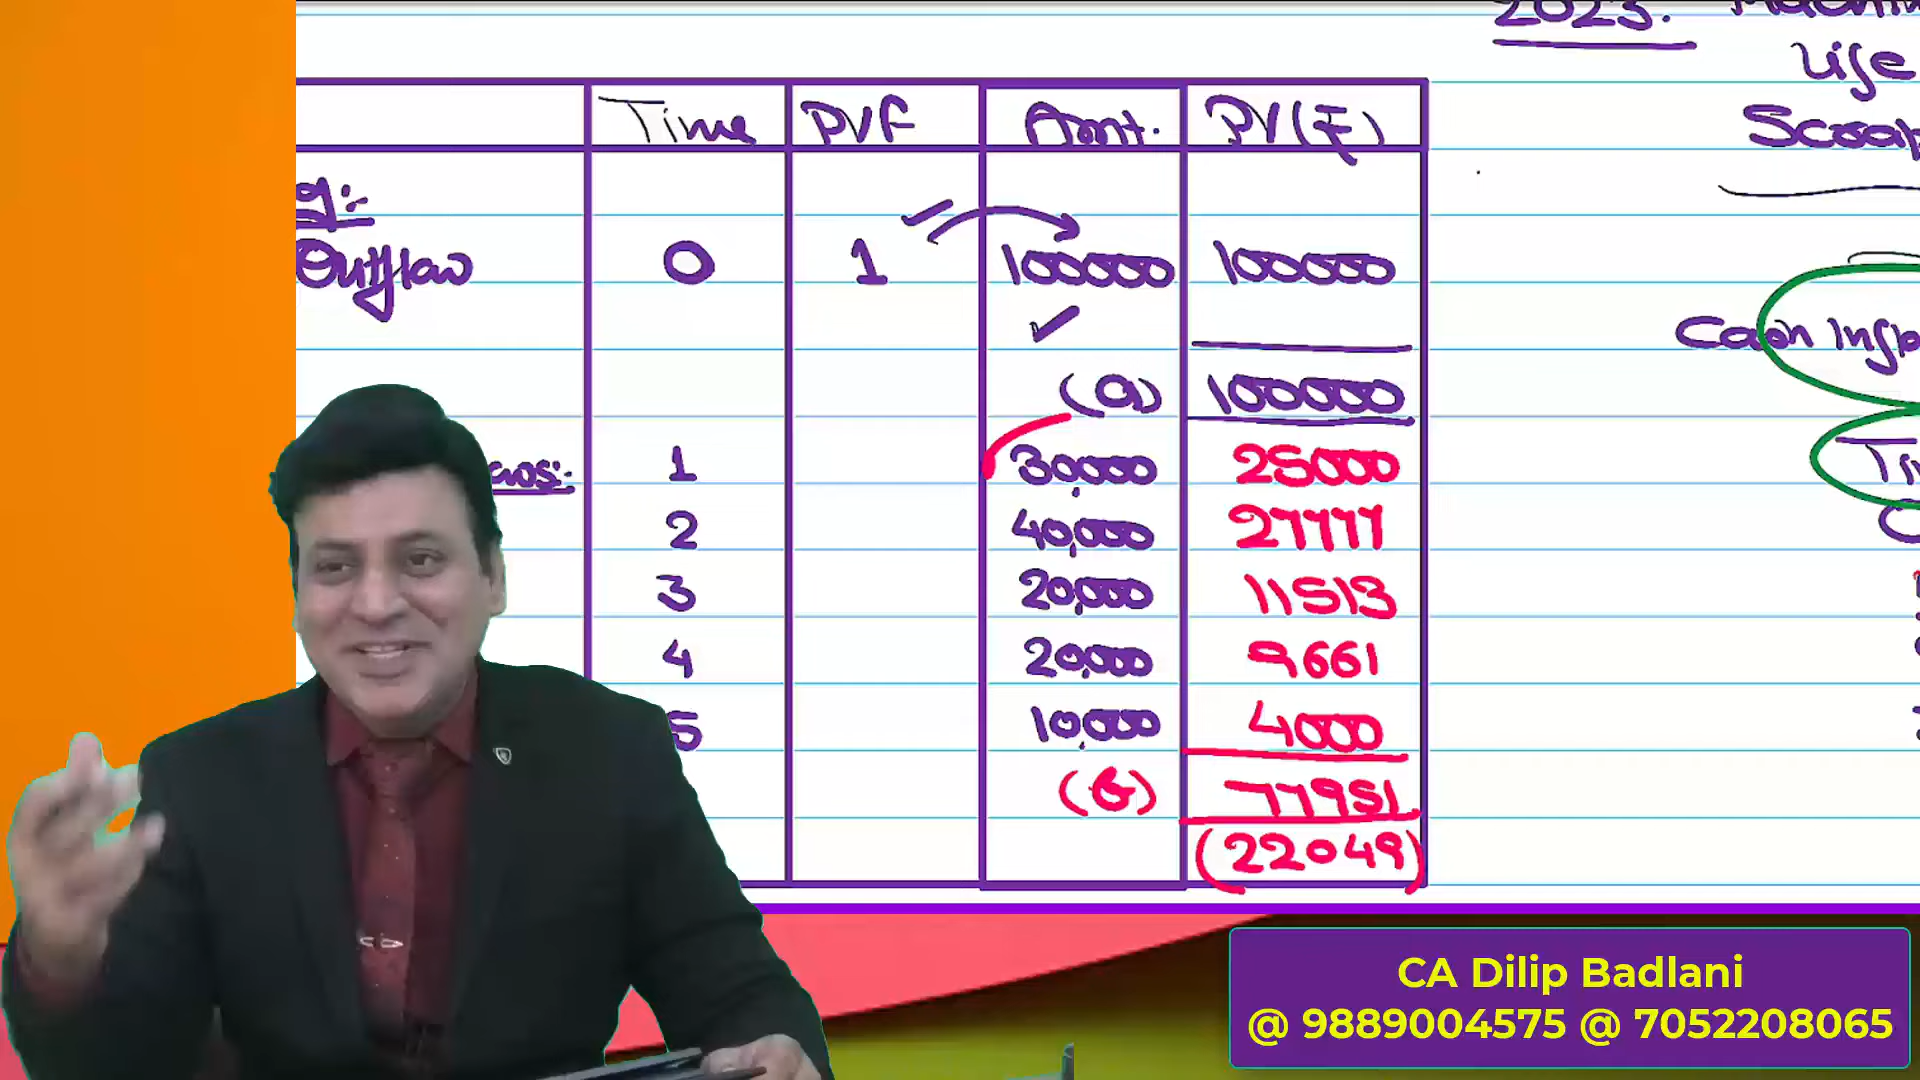 2023.
Life
Time PVF Amt. PV(₹)
g:-
Outflow 0 1 100000 100000
(a) 100000
ows:- 1 30,000 25000
2 40,000 27777
3 20,000 11513
4 20,000 9661
5 10,000 4000
(b) 77951
(22049)
CA Dilip Badlani
@ 9889004575 @ 7052208065